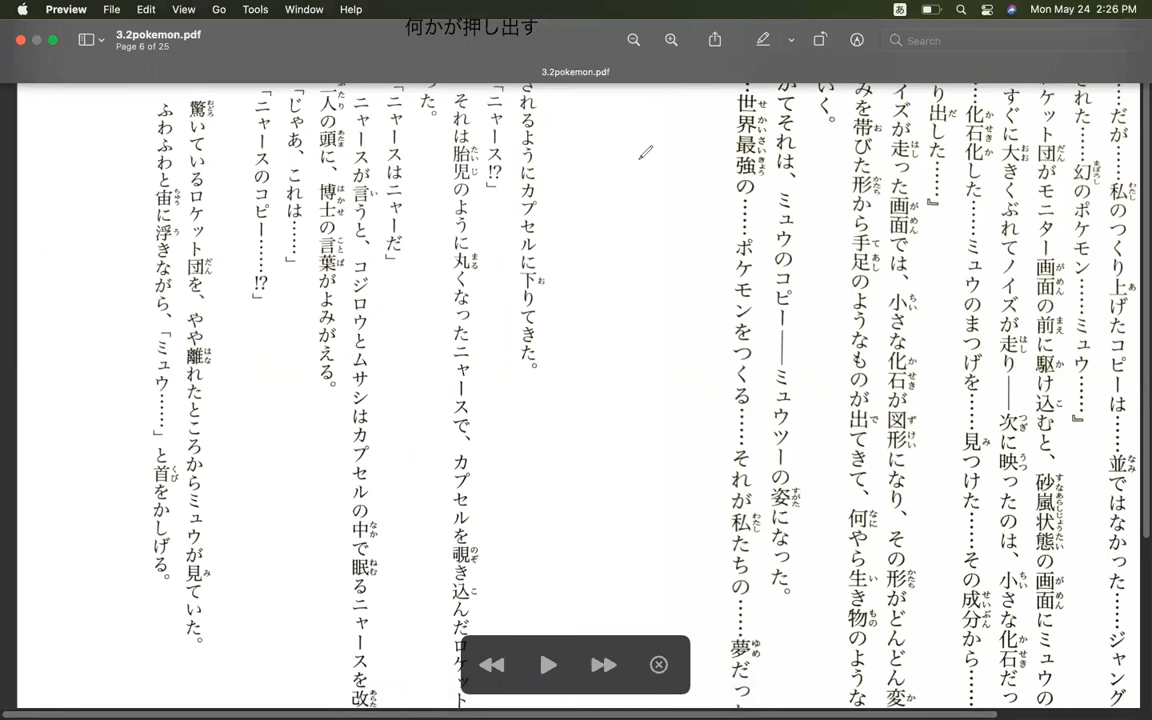 Preview File Edit View Go Tools Window Help
あ
Mon May 24 2:26 PM
何かが押し出す
3.2pokemon.pdf
Page 6 of 25
Search
3.2pokemon.pdf
……だが……私のつくり上げたコピーは……並ではなかった……ジャング
された……幻のポケモン……ミュウ……』
ケット団がモニター画面の前に駆け込むと、砂嵐状態の画面にミュウの
すぐに大きくぶれてノイズが走り――次に映ったのは、小さな化石だっ
……化石化した……ミュウのまつげを……見つけた……その成分から……
り出した……』
イズが走った画面では、小さな化石が図形になり、その形がどんどん変
みを帯びた形から手足のようなものが出てきて、何やら生き物のような
いく。
がてそれは、ミュウのコピー――ミュウツーの姿になった。
…世界最強の……ポケモンをつくる……それが私たちの……夢だっ
されるようにカプセルに下りてきた。
「ニャース!?」
それは胎児のように丸くなったニャースで、カプセルを覗き込んだロケット
った。
「ニャースはニャーだ」
ニャースが言うと、コジロウとムサシはカプセルの中で眠るニャースを改
二人の頭に、博士の言葉がよみがえる。
「じゃあ、これは……」
「ニャースのコピー……!?」
驚いているロケット団を、やや離れたところからミュウが見ていた。
ふわふわと宙に浮きながら、「ミュウ……」と首をかしげる。